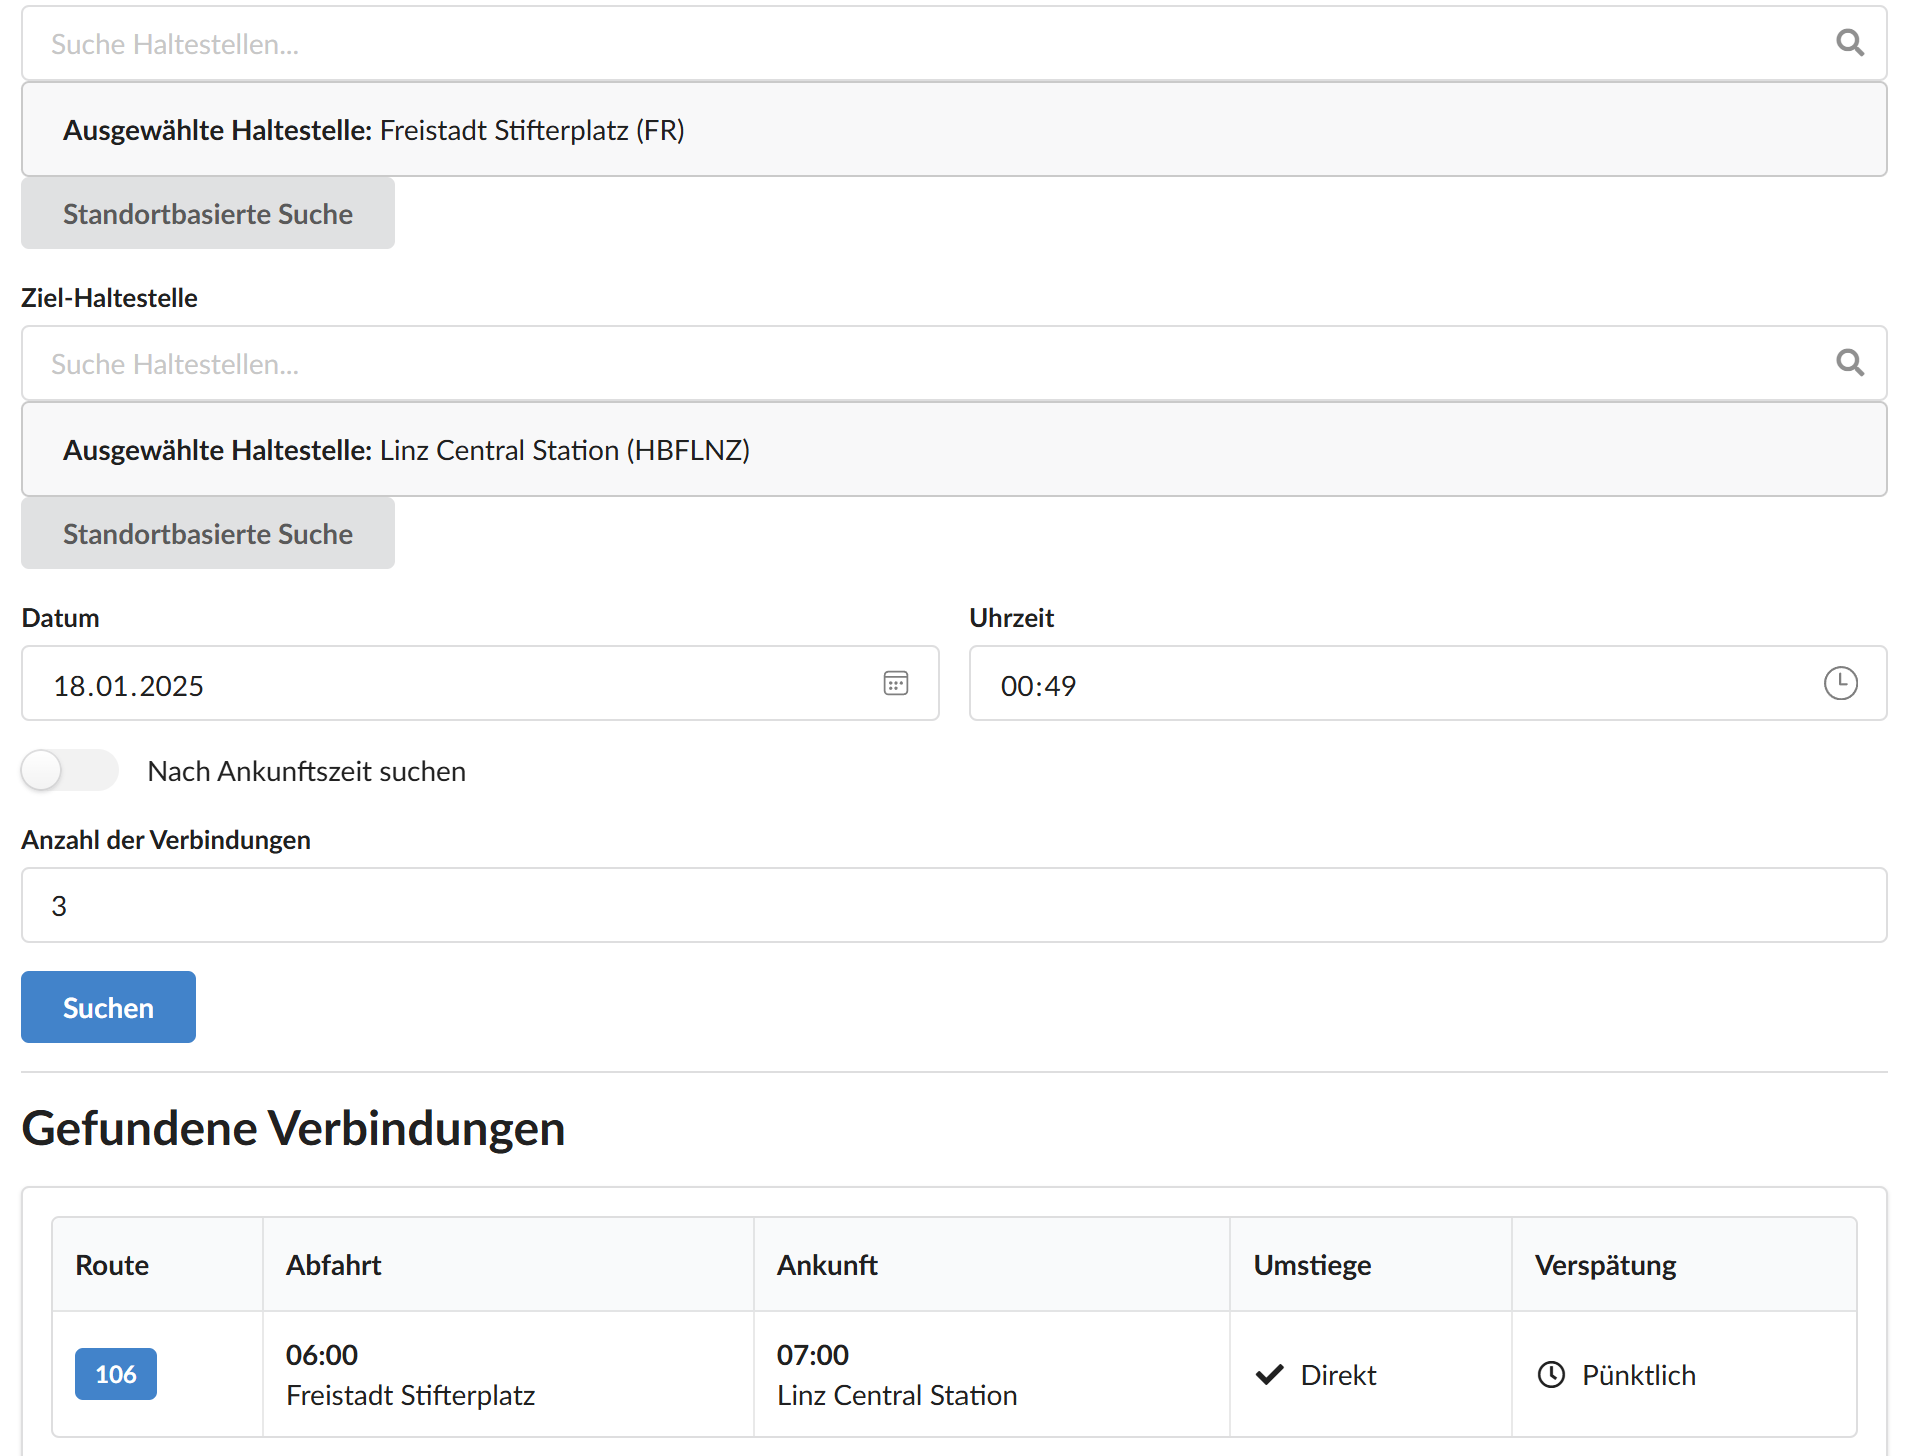 Suche Haltestellen...
Ausgewählte Haltestelle: Freistadt Stifterplatz (FR)
Standortbasierte Suche
Ziel-Haltestelle
Suche Haltestellen...
Ausgewählte Haltestelle: Linz Central Station (HBFLNZ)
Standortbasierte Suche
Datum Uhrzeit
18.01.2025 00:49
Nach Ankunftszeit suchen
Anzahl der Verbindungen
3
Suchen
Gefundene Verbindungen
Route Abfahrt Ankunft Umstiege Verspätung
106 06:00 Freistadt Stifterplatz 07:00 Linz Central Station Direkt Pünktlich